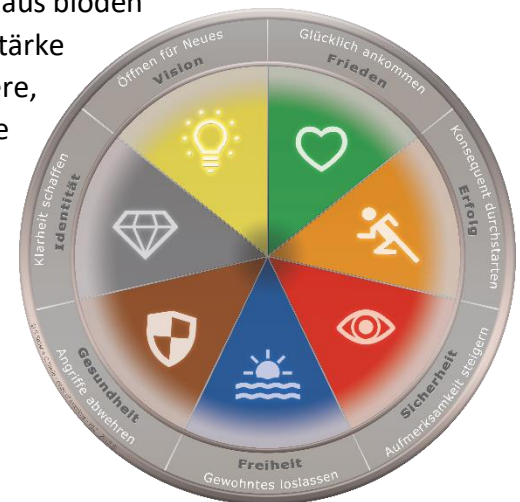 aus blöden
tärke
ere,
e
Öffnen für Neues
Vision
Glücklich ankommen
Frieden
Konsequent durchstarten
Erfolg
Aufmerksamkeit steigern
Sicherheit
Gewohntes loslassen
Freiheit
Angriffe abwehren
Gesundheit
Klarheit schaffen
Identität